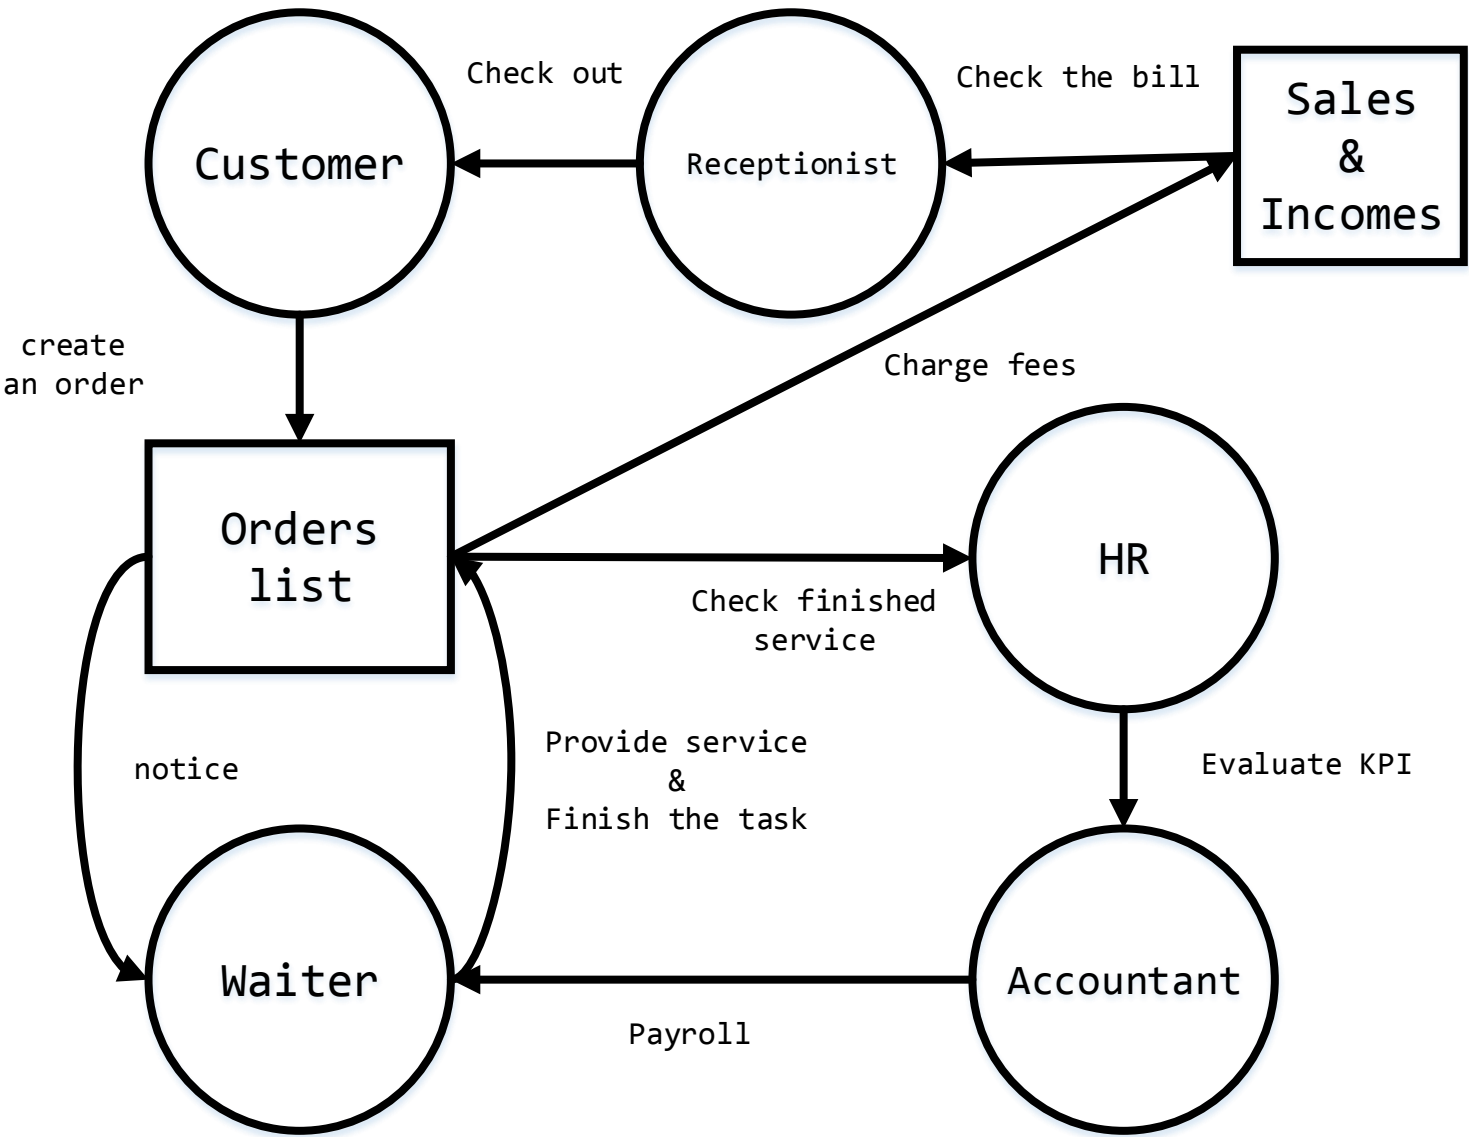 Check out
Check the bill
Sales
&
Incomes
Customer
Receptionist
create
an order
Charge fees
Orders
list
HR
Check finished
service
Provide service
&
Finish the task
notice
Evaluate KPI
Waiter
Accountant
Payroll